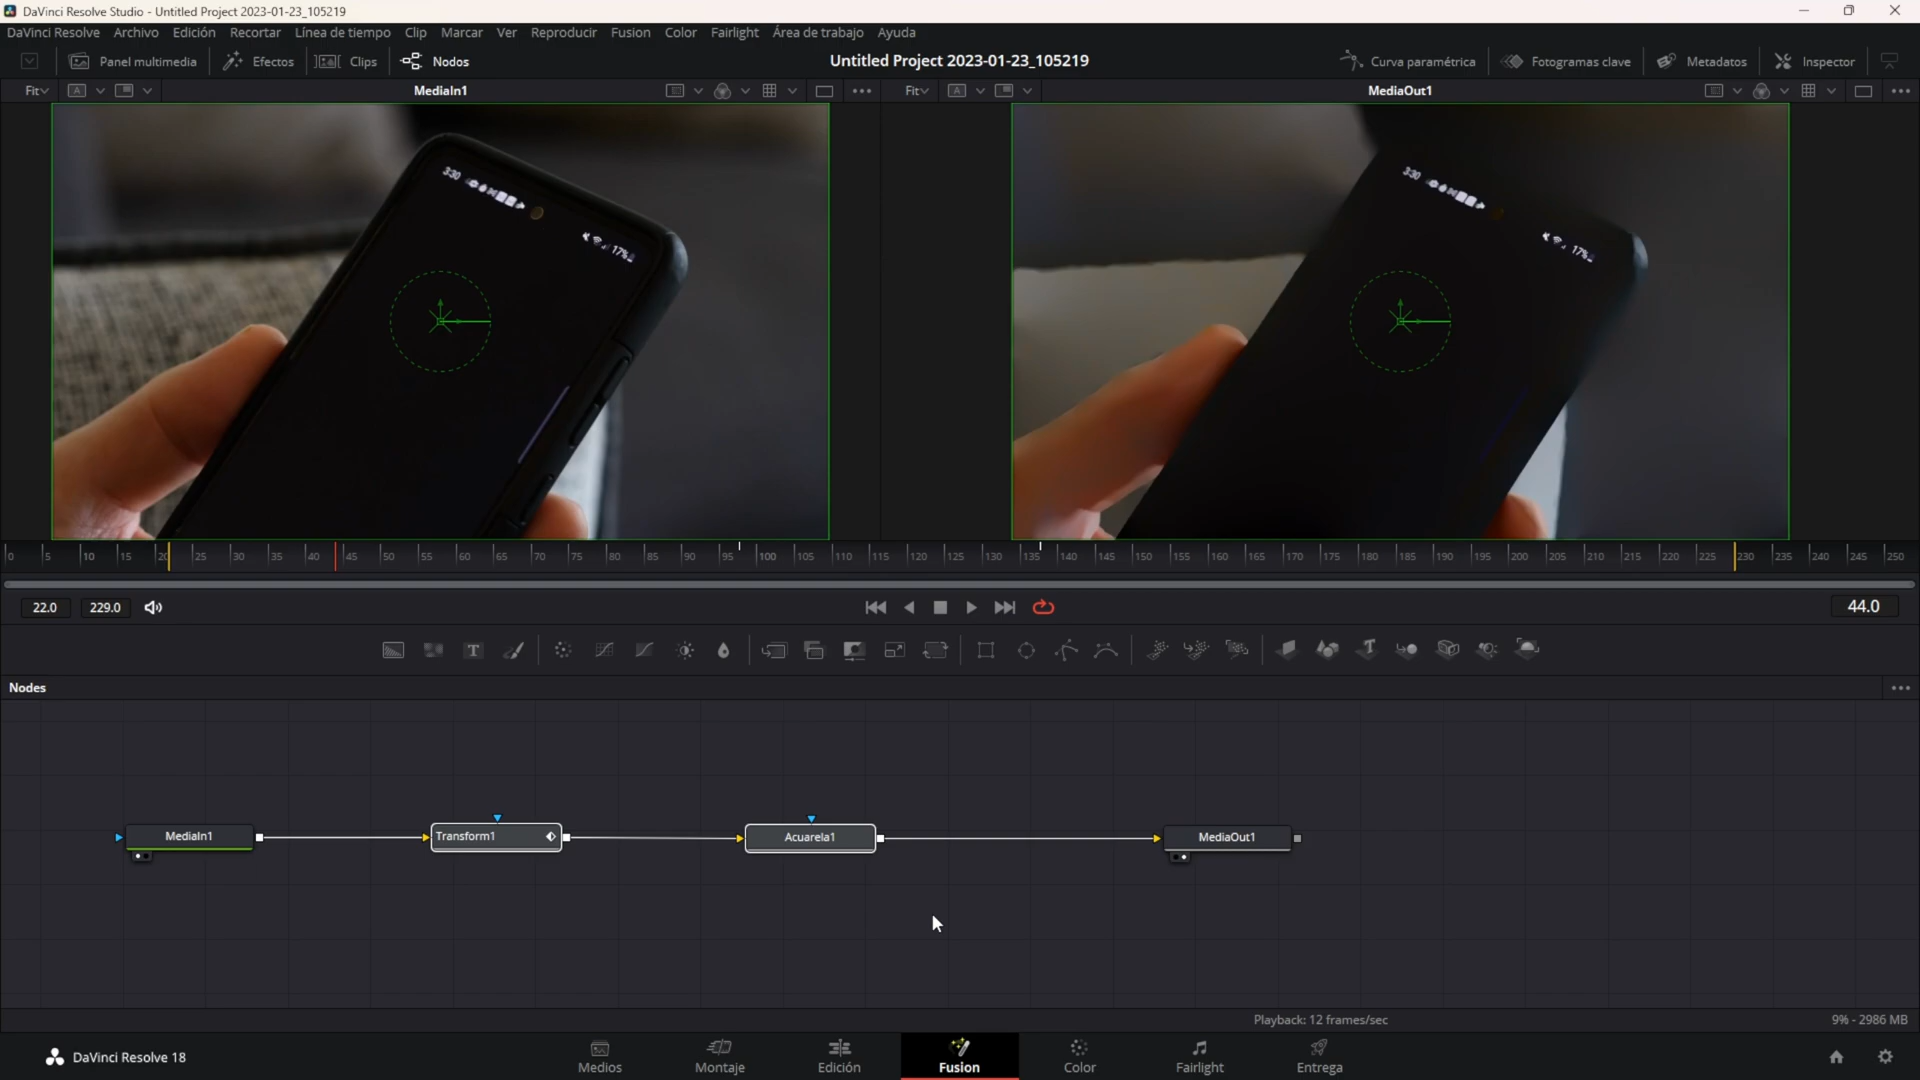 DaVinci Resolve Studio - Untitled Project 2023-01-23_105219
DaVinci Resolve Archivo Edición Recortar Línea de tiempo Clip Marcar Ver Reproducir Fusion Color Fairlight Área de trabajo Ayuda
Panel multimedia Efectos Clips Nodos Untitled Project 2023-01-23_105219 Curva paramétrica Fotogramas clave Metadatos Inspector
Fit A MediaIn1 Fit A MediaOut1
3:30
17%
3:30
17%
0 5 10 15 20 25 30 35 40 45 50 55 60 65 70 75 80 85 90 95 100 105 110 115 120 125 130 135 140 145 150 155 160 165 170 175 180 185 190 195 200 205 210 215 220 225 230 235 240 245 250
22.0 229.0 44.0
Nodes
MediaIn1 Transform1 Acuarela1 MediaOut1
Playback: 12 frames/sec 9% - 2986 MB
DaVinci Resolve 18 Medios Montaje Edición Fusion Color Fairlight Entrega